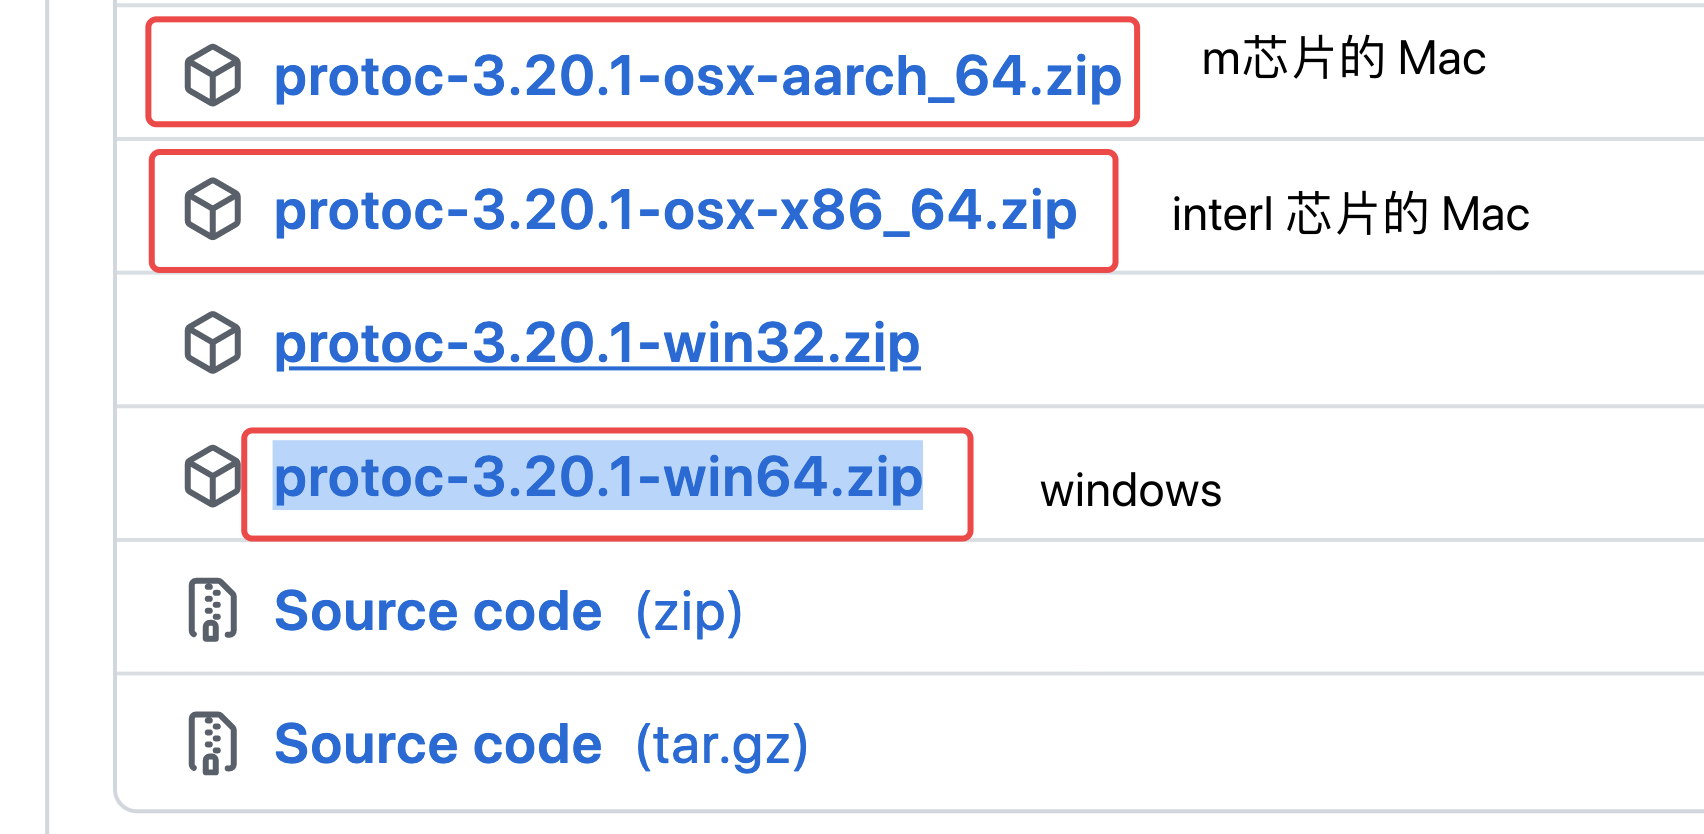 protoc-3.20.1-osx-aarch_64.zip m芯片的 Mac
protoc-3.20.1-osx-x86_64.zip interl 芯片的 Mac
protoc-3.20.1-win32.zip
protoc-3.20.1-win64.zip windows
Source code (zip)
Source code (tar.gz)